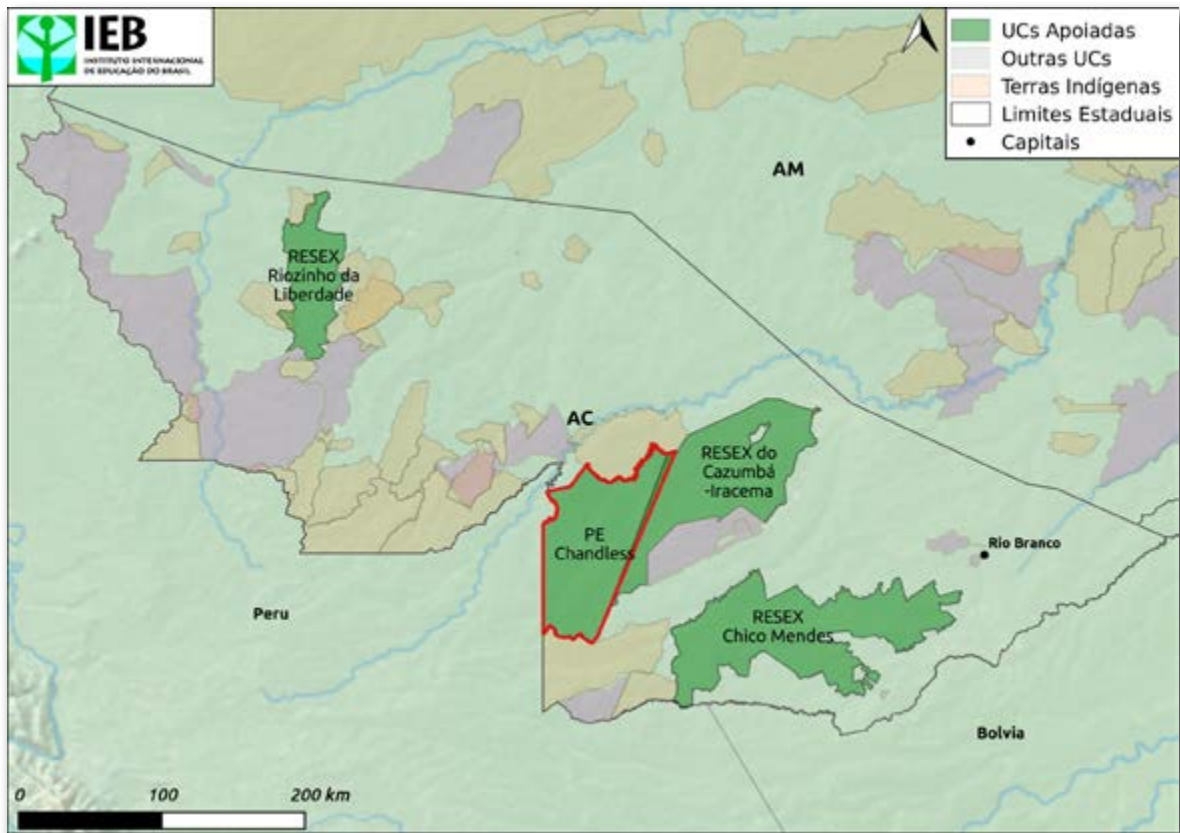 IEB
INSTITUTO INTERNACIONAL
DE EDUCAÇÃO DO BRASIL
UCs Apoiadas
Outras UCs
Terras Indígenas
Limites Estaduais
Capitais
AM
RESEX
Riozinho da
Liberdade
AC
RESEX do
Cazumbá
-Iracema
PE
Chandless
Rio Branco
Peru
RESEX
Chico Mendes
Bolvia
0 100 200 km